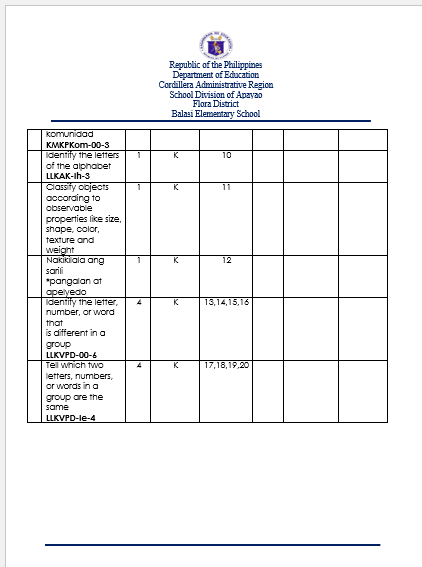 Republic of the Philippines
Department of Education
Cordillera Administrative Region
School Division of Apayao
Flora District
Balasi Elementary School
komunidad
KMKPKom-00-3
Identify the letters 1 K 10
of the alphabet
LLKAK-Ih-3
Classify objects 1 K 11
according to
observable
properties like size,
shape, color,
texture and
weight
Nakikilala ang 1 K 12
sarili
*pangalan at
apelyedo
Identify the letter, 4 K 13,14,15,16
number, or word
that
is different in a
group
LLKVPD-00-6
Tell which two 4 K 17,18,19,20
letters, numbers,
or words in a
group are the
same
LLKVPD-Ie-4